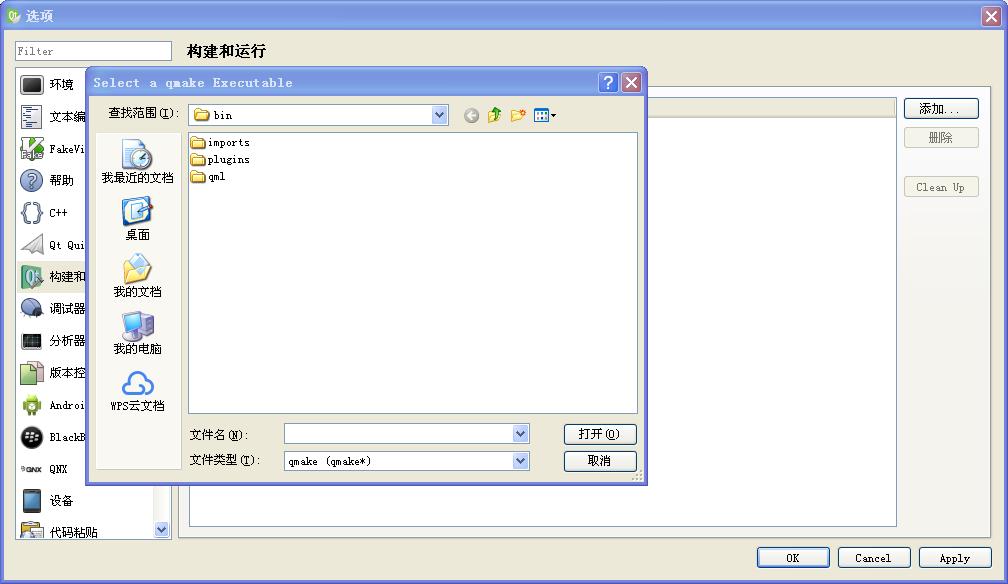 选项
Filter
构建和运行
环境
文本编
FakeVi
帮助
C++
Qt Qui
构建和
调试器
分析器
版本控
Androi
BlackB
QNX
设备
代码粘贴
Select a qmake Executable
查找范围(I):
bin
我最近的文档
桌面
我的文档
我的电脑
WPS云文档
imports
plugins
qml
文件名(N):
打开(O)
文件类型(T):
qmake (qmake*)
取消
添加...
删除
Clean Up
OK
Cancel
Apply